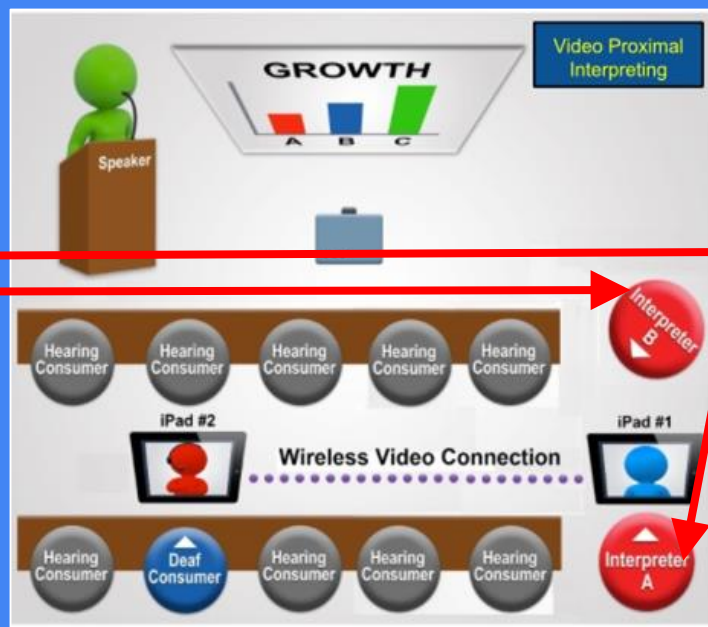 Video Proximal
Interpreting
GROWTH
A B C
Speaker
Interpreter
B
Hearing
Consumer
Hearing
Consumer
Hearing
Consumer
Hearing
Consumer
Hearing
Consumer
iPad #2
iPad #1
Wireless Video Connection
Hearing
Consumer
Deaf
Consumer
Hearing
Consumer
Hearing
Consumer
Hearing
Consumer
Interpreter
A